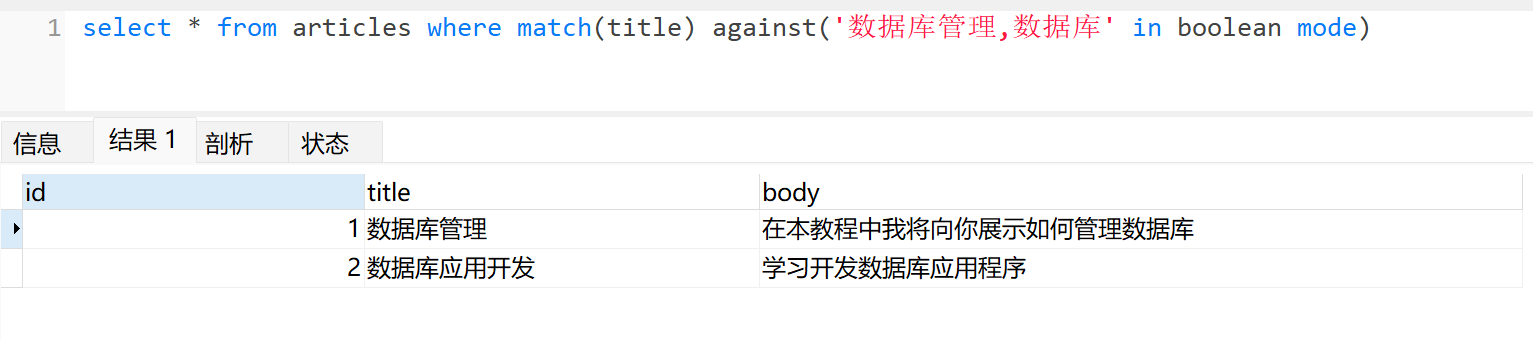 1 select * from articles where match(title) against('数据库管理,数据库' in boolean mode)
信息 结果 1 剖析 状态
id title body
1 数据库管理 在本教程中我将向你展示如何管理数据库
2 数据库应用开发 学习开发数据库应用程序